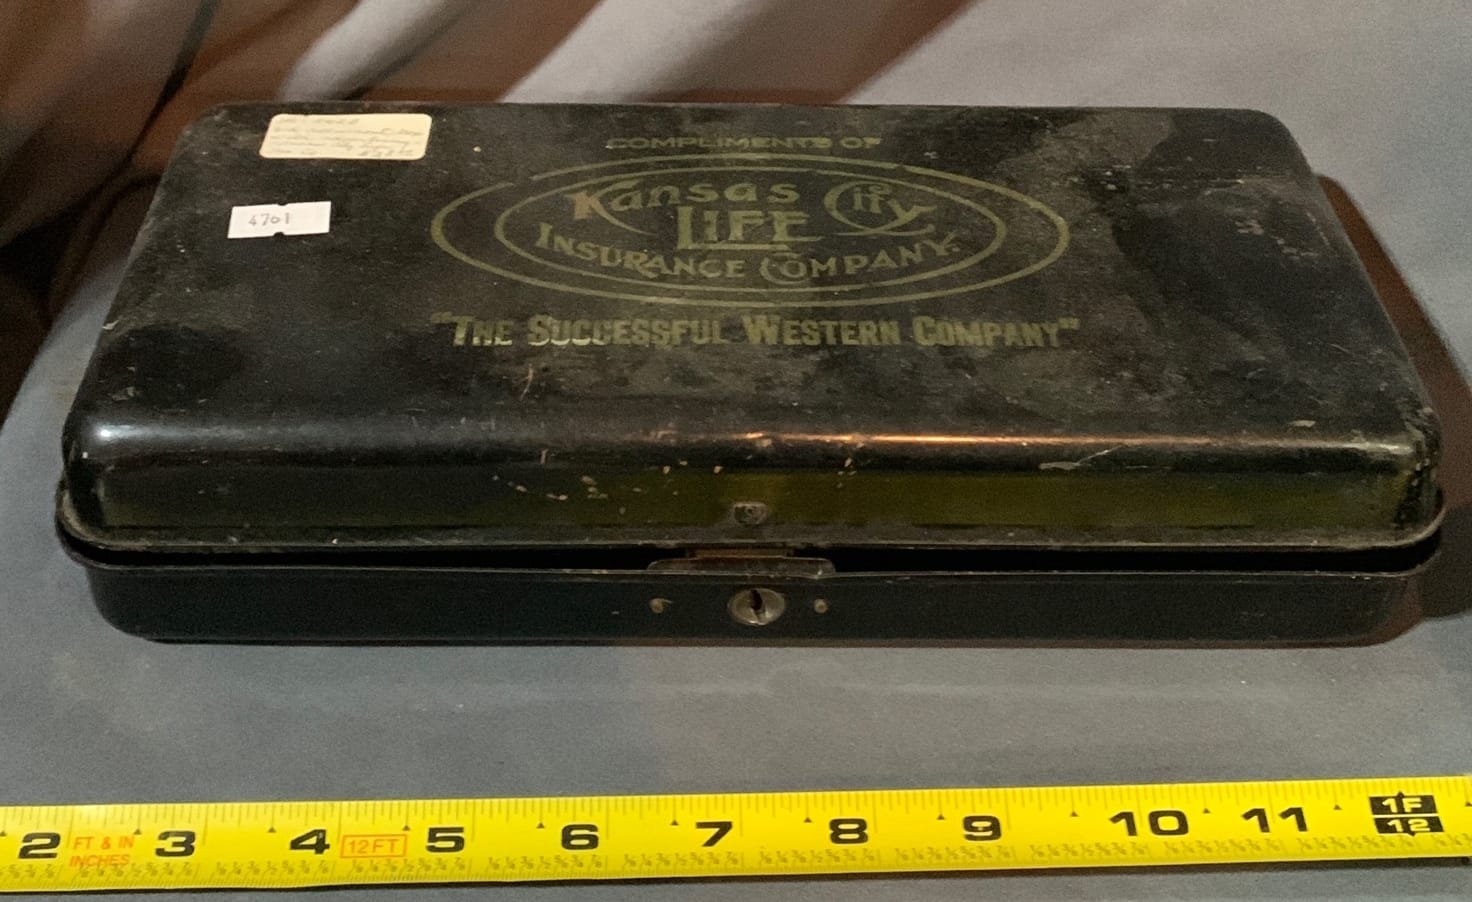 COMPLIMENTS OF
Kansas City
LIFE
INSURANCE COMPANY.
"THE SUCCESSFUL WESTERN COMPANY"
4701
2 FT & IN INCHES 3 4 12FT 5 6 7 8 9 10 11 1F 12